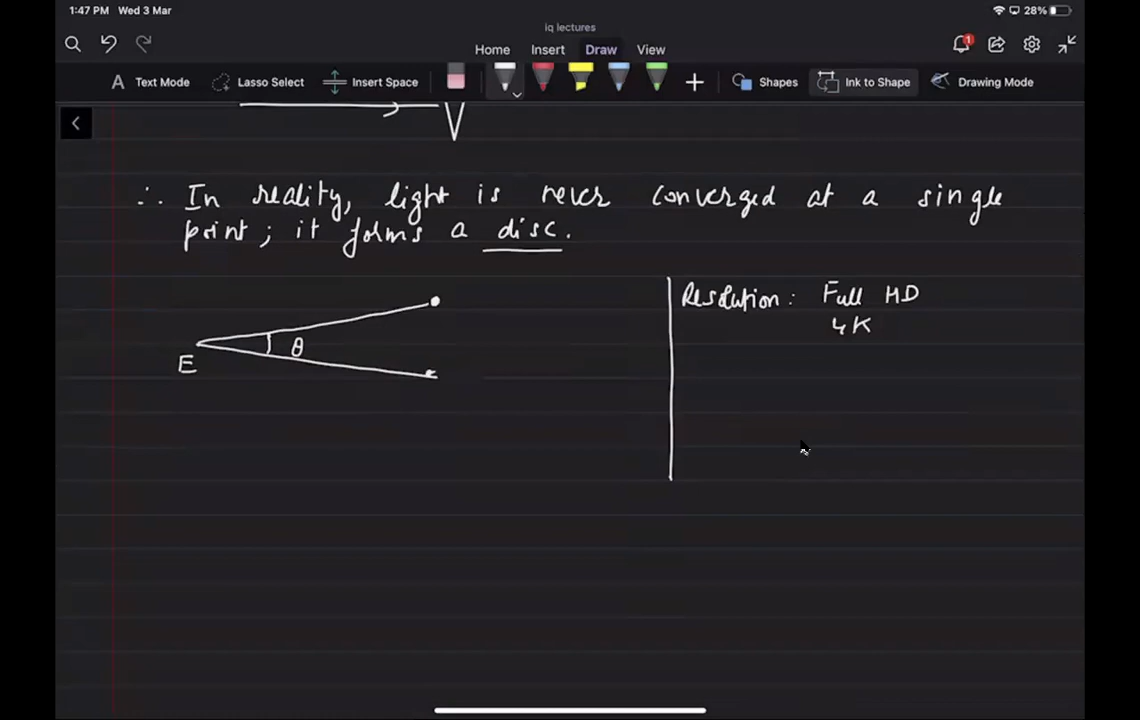 1:47 PM Wed 3 Mar
28%
iq lectures
Home Insert Draw View
1
A Text Mode Lasso Select Insert Space + Shapes Ink to Shape Drawing Mode
∴ In reality, light is never converged at a single
point; it forms a disc.
Resolution: Full HD
4K
θ
E